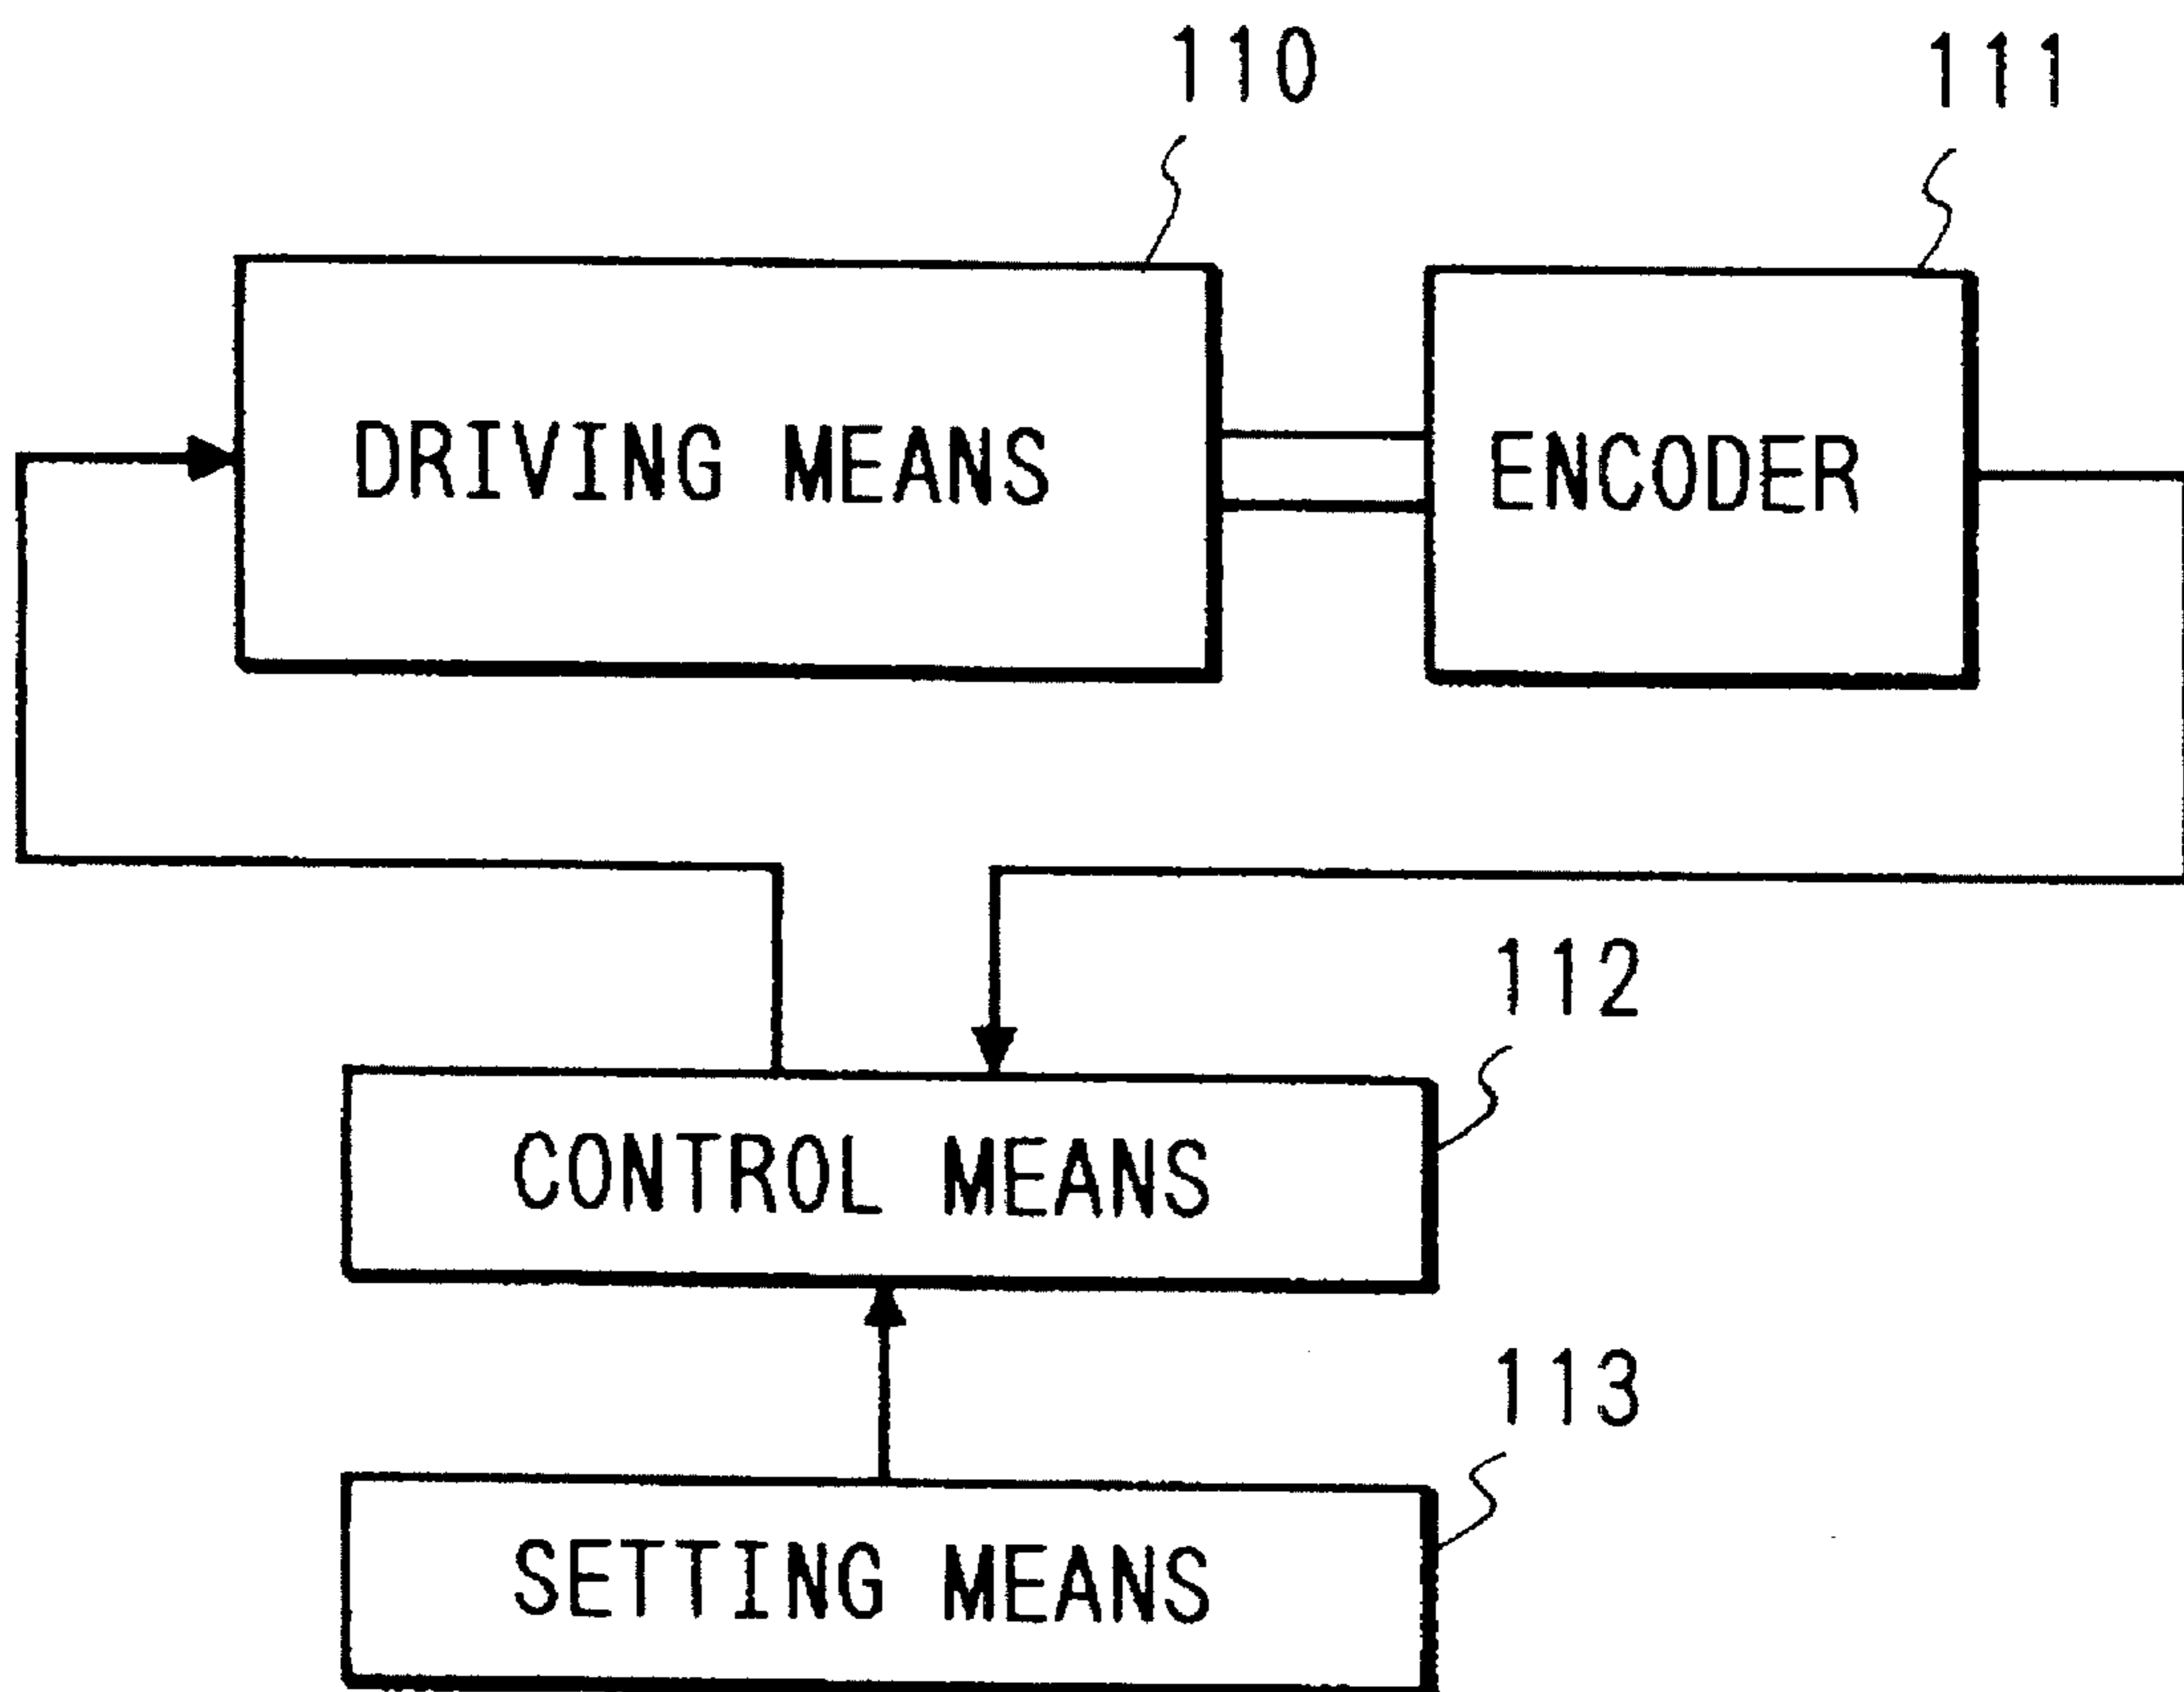 110
111
DRIVING MEANS
ENCODER
112
CONTROL MEANS
113
SETTING MEANS